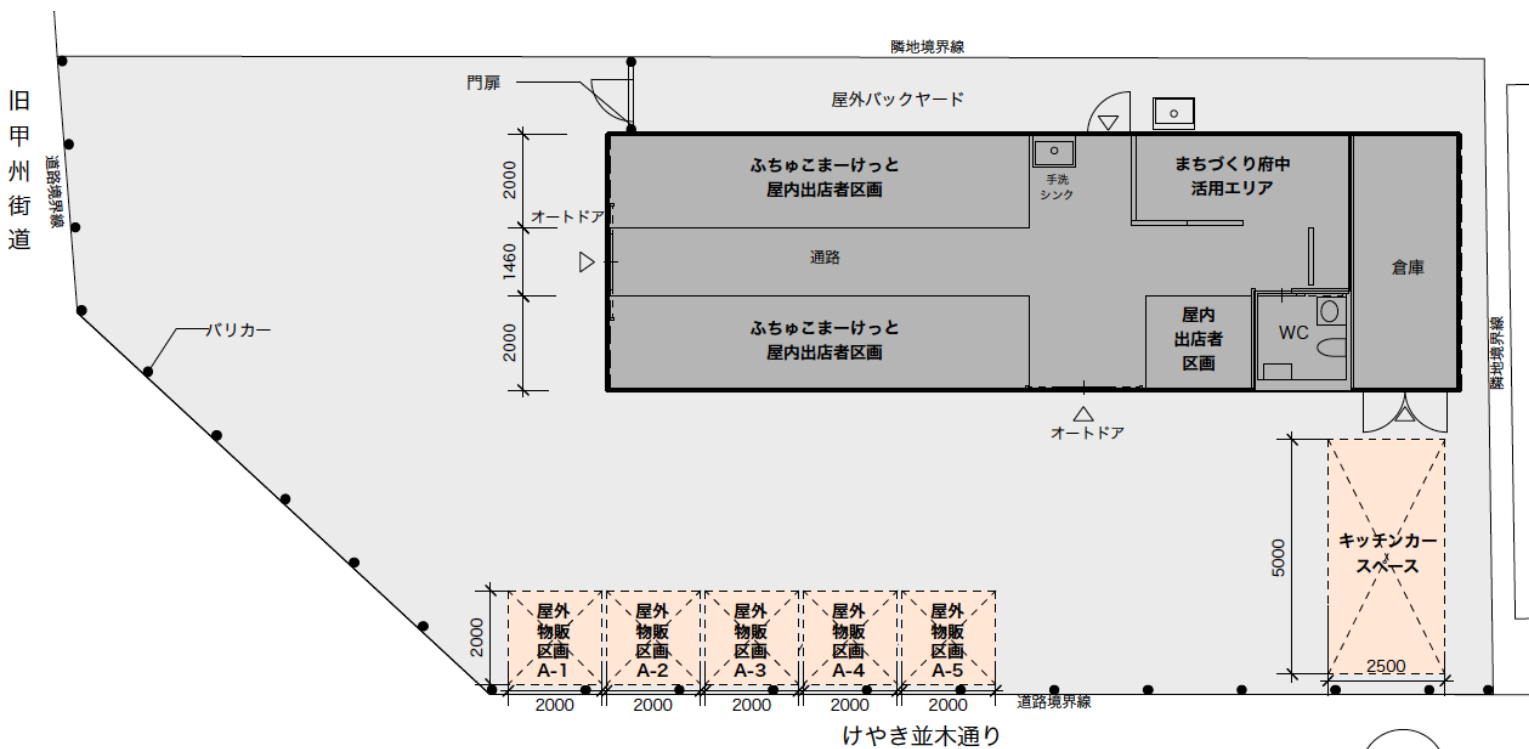 隣地境界線
旧甲州街道
道路境界線
門扉
屋外バックヤード
2000
1460
2000
オートドア
ふちゅこまーけっと
屋内出店者区画
手洗
シンク
まちづくり府中
活用エリア
通路
倉庫
ふちゅこまーけっと
屋内出店者区画
屋内
出店者
区画
WC
バリカー
オートドア
隣地境界線
5000
キッチンカー
スペース
2500
2000
屋外
物販
区画
A-1
屋外
物販
区画
A-2
屋外
物販
区画
A-3
屋外
物販
区画
A-4
屋外
物販
区画
A-5
2000
2000
2000
2000
2000
道路境界線
けやき並木通り